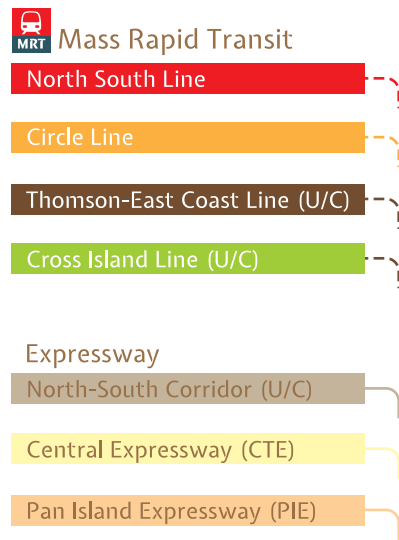 MRT
Mass Rapid Transit
North South Line
Circle Line
Thomson-East Coast Line (U/C)
Cross Island Line (U/C)
Expressway
North-South Corridor (U/C)
Central Expressway (CTE)
Pan Island Expressway (PIE)